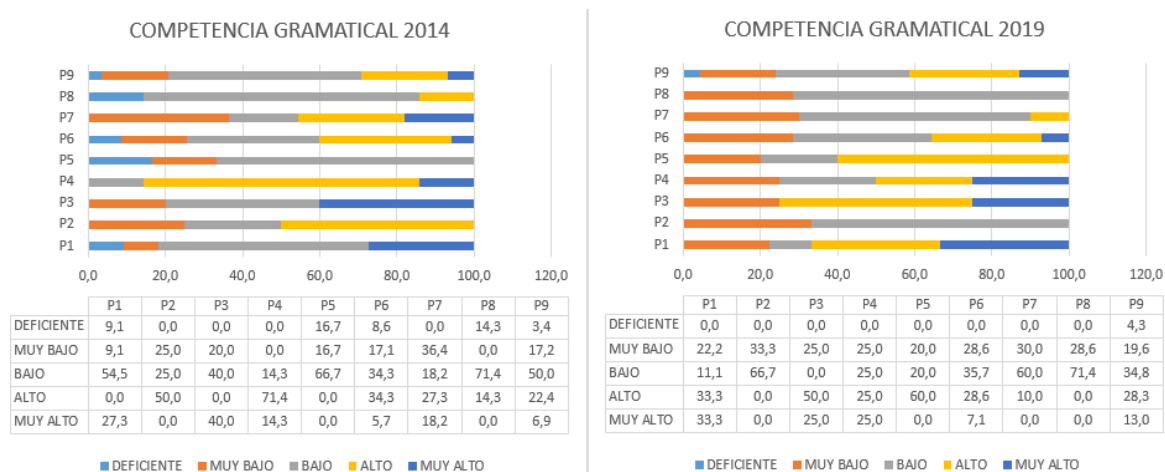 COMPETENCIA GRAMATICAL 2014
P9
P8
P7
P6
P5
P4
P3
P2
P1
0,0 20,0 40,0 60,0 80,0 100,0 120,0
P1 P2 P3 P4 P5 P6 P7 P8 P9
DEFICIENTE 9,1 0,0 0,0 0,0 16,7 8,6 0,0 14,3 3,4
MUY BAJO 9,1 25,0 20,0 0,0 16,7 17,1 36,4 0,0 17,2
BAJO 54,5 25,0 40,0 14,3 66,7 34,3 18,2 71,4 50,0
ALTO 0,0 50,0 0,0 71,4 0,0 34,3 27,3 14,3 22,4
MUY ALTO 27,3 0,0 40,0 14,3 0,0 5,7 18,2 0,0 6,9
DEFICIENTE MUY BAJO BAJO ALTO MUY ALTO
COMPETENCIA GRAMATICAL 2019
P9
P8
P7
P6
P5
P4
P3
P2
P1
0,0 20,0 40,0 60,0 80,0 100,0 120,0
P1 P2 P3 P4 P5 P6 P7 P8 P9
DEFICIENTE 0,0 0,0 0,0 0,0 0,0 0,0 0,0 0,0 4,3
MUY BAJO 22,2 33,3 25,0 25,0 20,0 28,6 30,0 28,6 19,6
BAJO 11,1 66,7 0,0 25,0 20,0 35,7 60,0 71,4 34,8
ALTO 33,3 0,0 50,0 25,0 60,0 28,6 10,0 0,0 28,3
MUY ALTO 33,3 0,0 25,0 25,0 0,0 7,1 0,0 0,0 13,0
DEFICIENTE MUY BAJO BAJO ALTO MUY ALTO